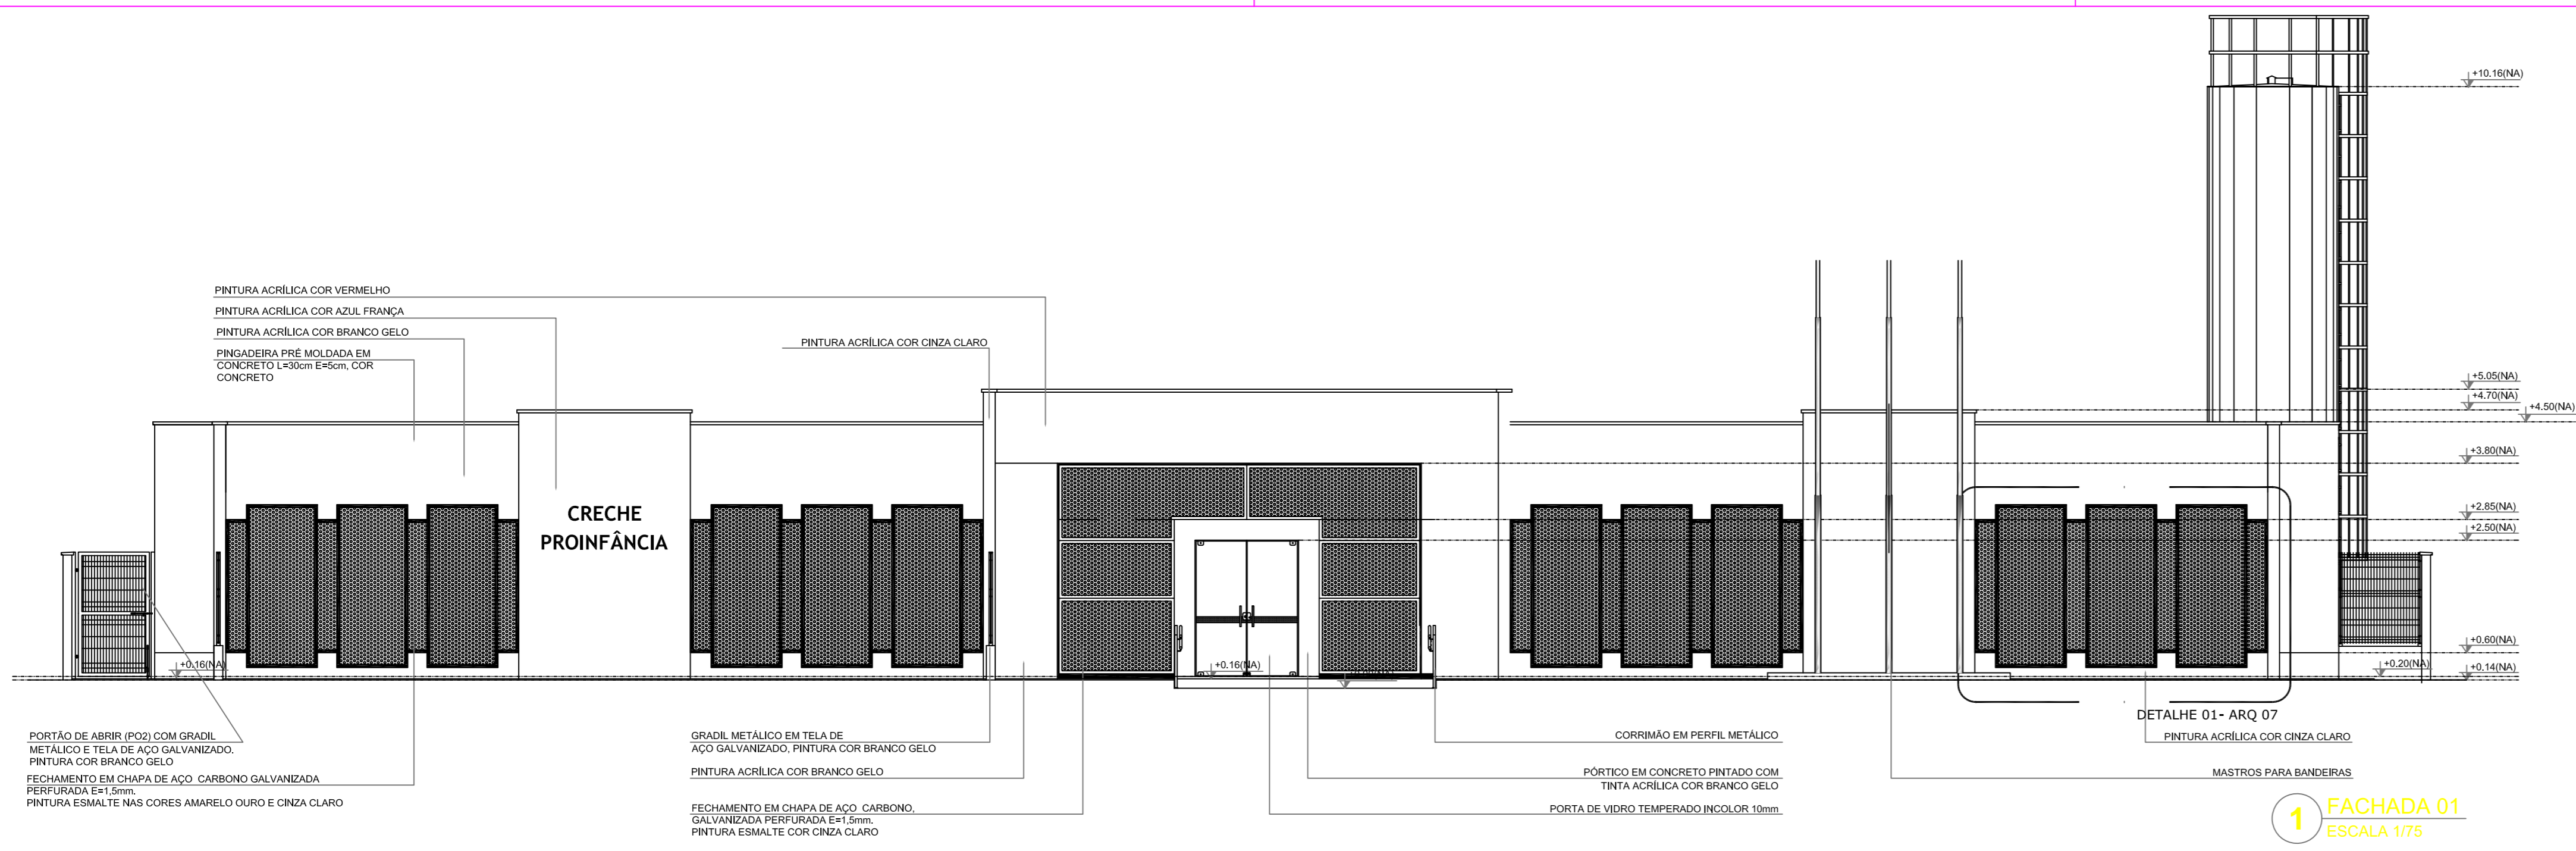 +10.16(NA)
PINTURA ACRÍLICA COR VERMELHO
PINTURA ACRÍLICA COR AZUL FRANÇA
PINTURA ACRÍLICA COR BRANCO GELO
PINGADEIRA PRÉ MOLDADA EM
CONCRETO L=30cm E=5cm, COR
CONCRETO
PINTURA ACRÍLICA COR CINZA CLARO
+5.05(NA)
+4.70(NA)
+4.50(NA)
+3.80(NA)
CRECHE
PROINFÂNCIA
+2.85(NA)
+2.50(NA)
+0.60(NA)
+0.16(NA)
+0.16(NA)
+0.20(NA)
+0.14(NA)
DETALHE 01- ARQ 07
PORTÃO DE ABRIR (PO2) COM GRADIL
METÁLICO E TELA DE AÇO GALVANIZADO.
PINTURA COR BRANCO GELO
FECHAMENTO EM CHAPA DE AÇO CARBONO GALVANIZADA
PERFURADA E=1,5mm.
PINTURA ESMALTE NAS CORES AMARELO OURO E CINZA CLARO
GRADIL METÁLICO EM TELA DE
AÇO GALVANIZADO, PINTURA COR BRANCO GELO
PINTURA ACRÍLICA COR BRANCO GELO
FECHAMENTO EM CHAPA DE AÇO CARBONO,
GALVANIZADA PERFURADA E=1,5mm.
PINTURA ESMALTE COR CINZA CLARO
CORRIMÃO EM PERFIL METÁLICO
PÓRTICO EM CONCRETO PINTADO COM
TINTA ACRÍLICA COR BRANCO GELO
PORTA DE VIDRO TEMPERADO INCOLOR 10mm
PINTURA ACRÍLICA COR CINZA CLARO
MASTROS PARA BANDEIRAS
1 FACHADA 01
ESCALA 1/75